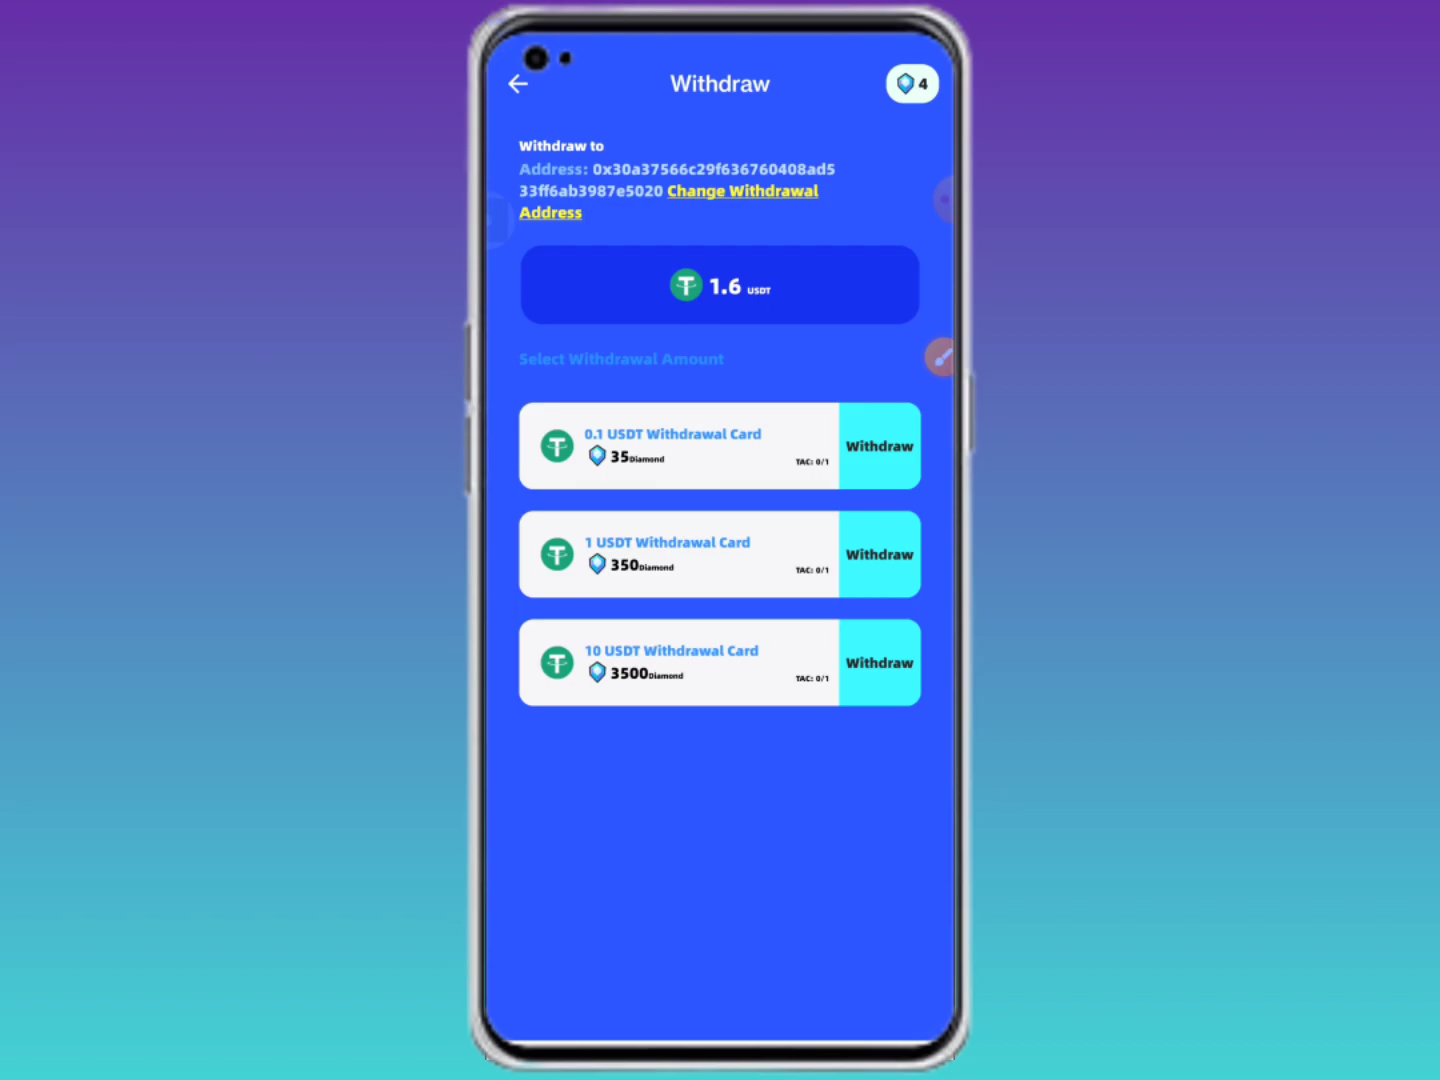 Withdraw
4
Withdraw to
Address: 0x30a37566c29f636760408ad5
33ff6ab3987e5020 Change Withdrawal
Address
1.6 USDT
Select Withdrawal Amount
0.1 USDT Withdrawal Card
35Diamond
TAC: 0/1
Withdraw
1 USDT Withdrawal Card
350Diamond
TAC: 0/1
Withdraw
10 USDT Withdrawal Card
3500Diamond
TAC: 0/1
Withdraw